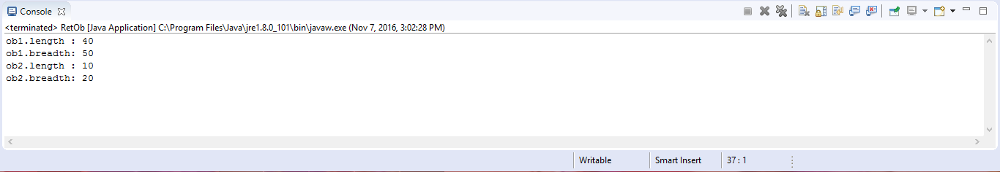 Console
<terminated> RetOb [Java Application] C:\Program Files\Java\jre1.8.0_101\bin\javaw.exe (Nov 7, 2016, 3:02:28 PM)
ob1.length : 40
ob1.breadth: 50
ob2.length : 10
ob2.breadth: 20
Writable Smart Insert 37 : 1